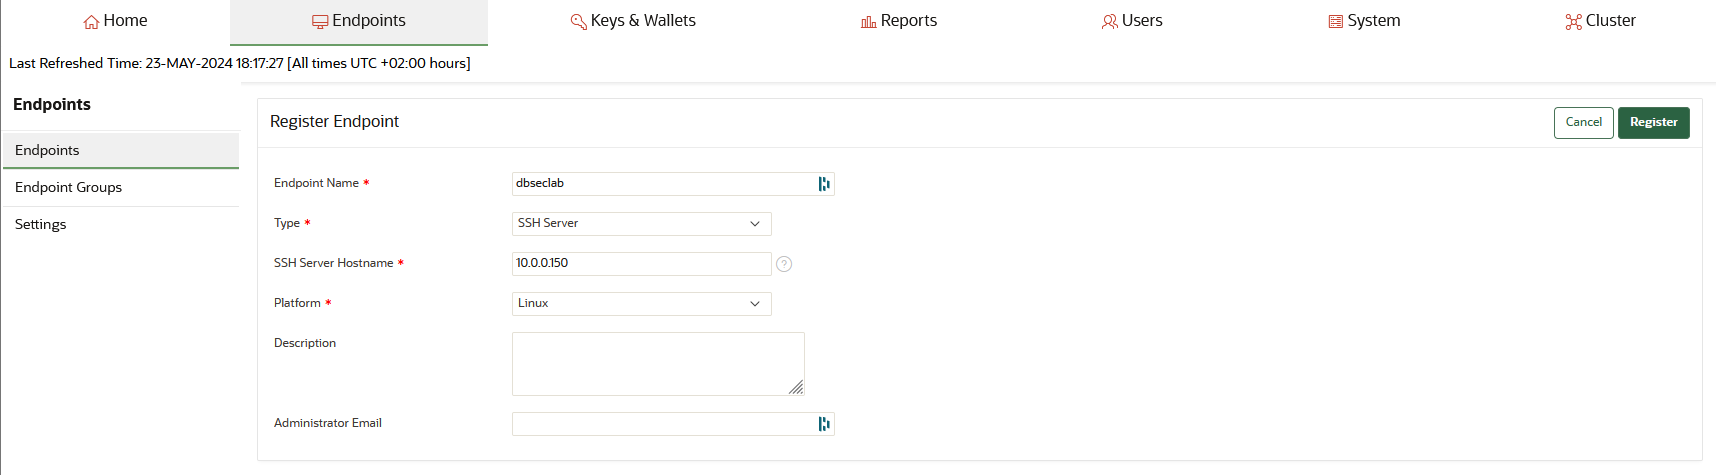 Home Endpoints Keys & Wallets Reports Users System Cluster
Last Refreshed Time: 23-MAY-2024 18:17:27 [All times UTC +02:00 hours]
Endpoints
Endpoints
Endpoint Groups
Settings
Register Endpoint Cancel Register
Endpoint Name * dbseclab
Type * SSH Server
SSH Server Hostname * 10.0.0.150 ?
Platform * Linux
Description
Administrator Email